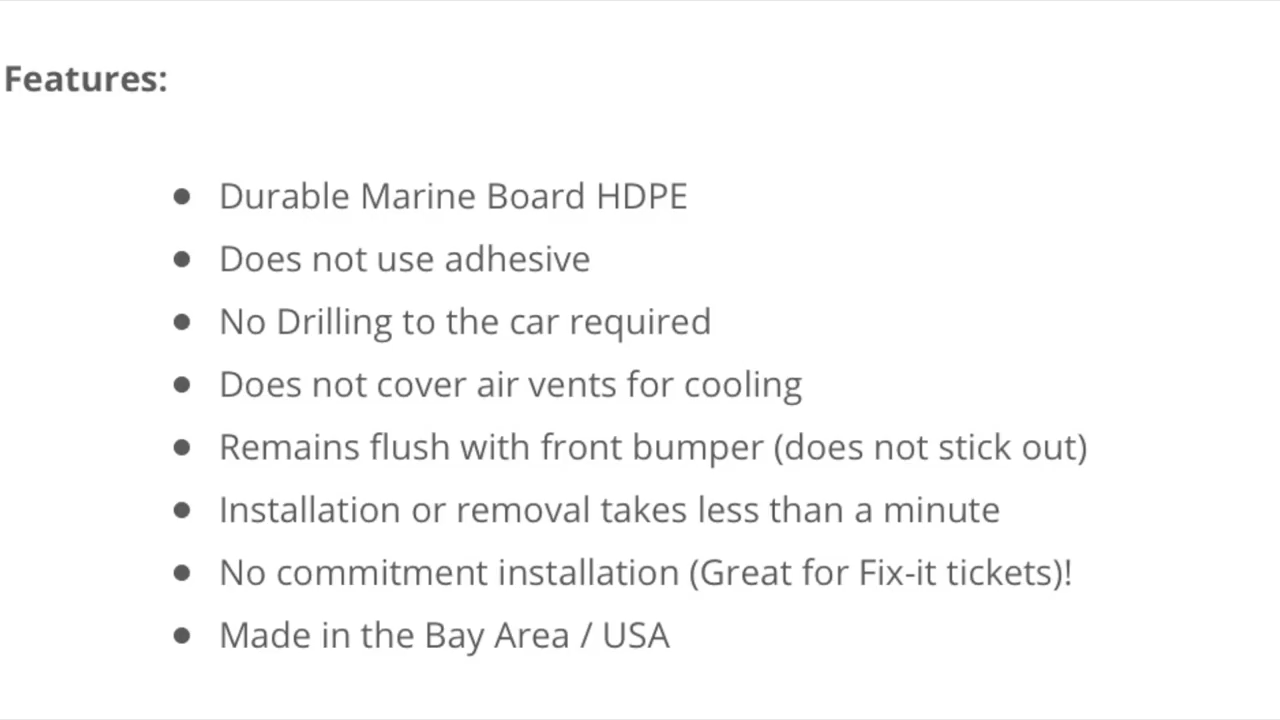 Features:
Durable Marine Board HDPE
Does not use adhesive
No Drilling to the car required
Does not cover air vents for cooling
Remains flush with front bumper (does not stick out)
Installation or removal takes less than a minute
No commitment installation (Great for Fix-it tickets)!
Made in the Bay Area / USA